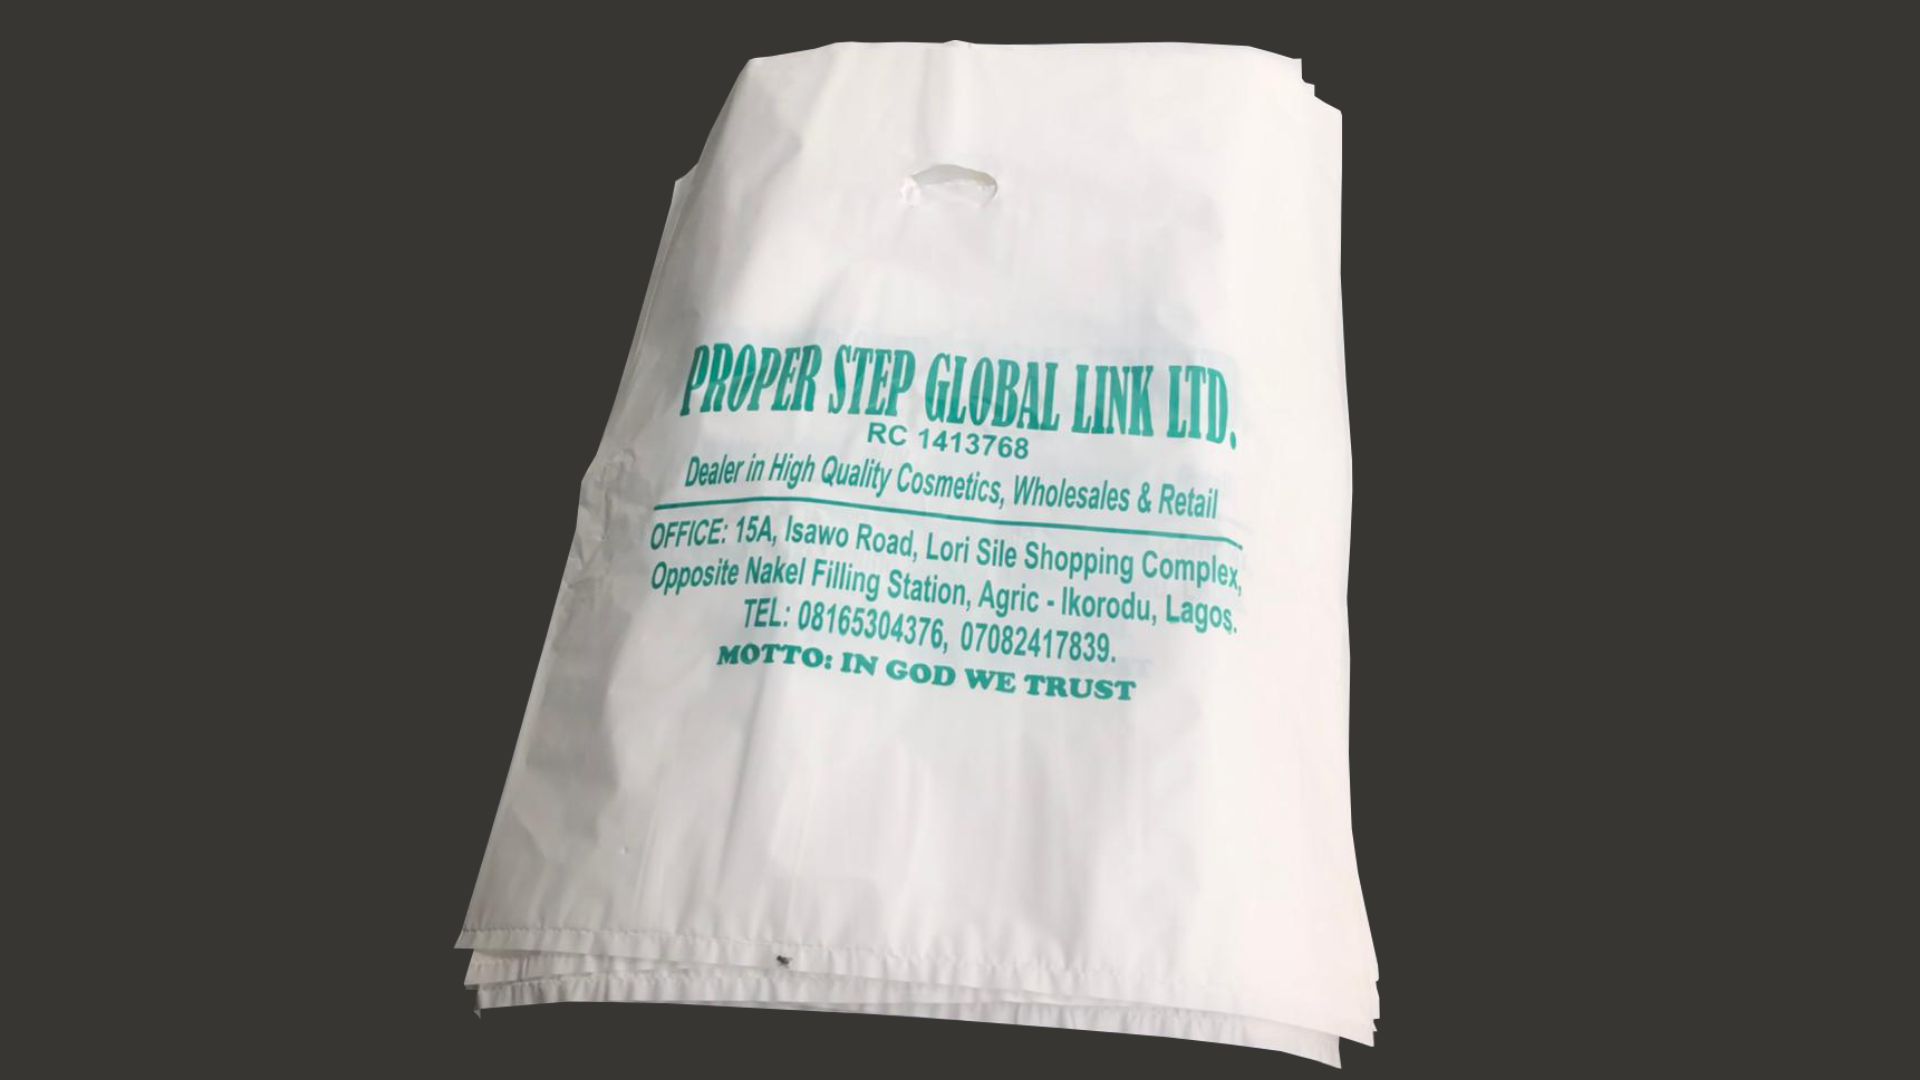 PROPER STEP GLOBAL LINK LTD.
RC 1413768
Dealer in High Quality Cosmetics, Wholesales & Retail
OFFICE: 15A, Isawo Road, Lori Sile Shopping Complex,
Opposite Nakel Filling Station, Agric - Ikorodu, Lagos.
TEL: 08165304376, 07082417839.
MOTTO: IN GOD WE TRUST